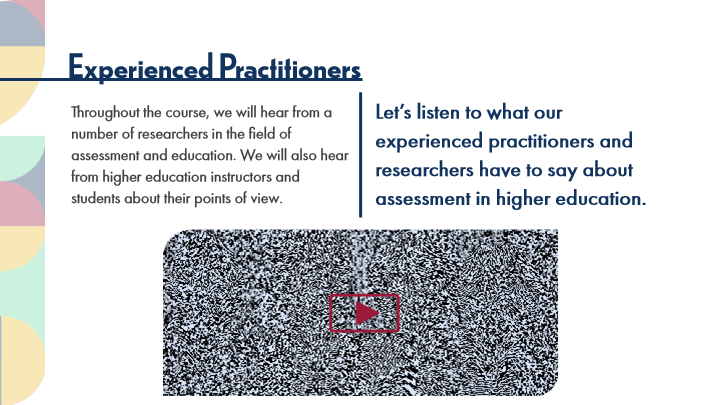 Experienced Practitioners
Throughout the course, we will hear from a
number of researchers in the field of
assessment and education. We will also hear
from higher education instructors and
students about their points of view.
Let's listen to what our
experienced practitioners and
researchers have to say about
assessment in higher education.